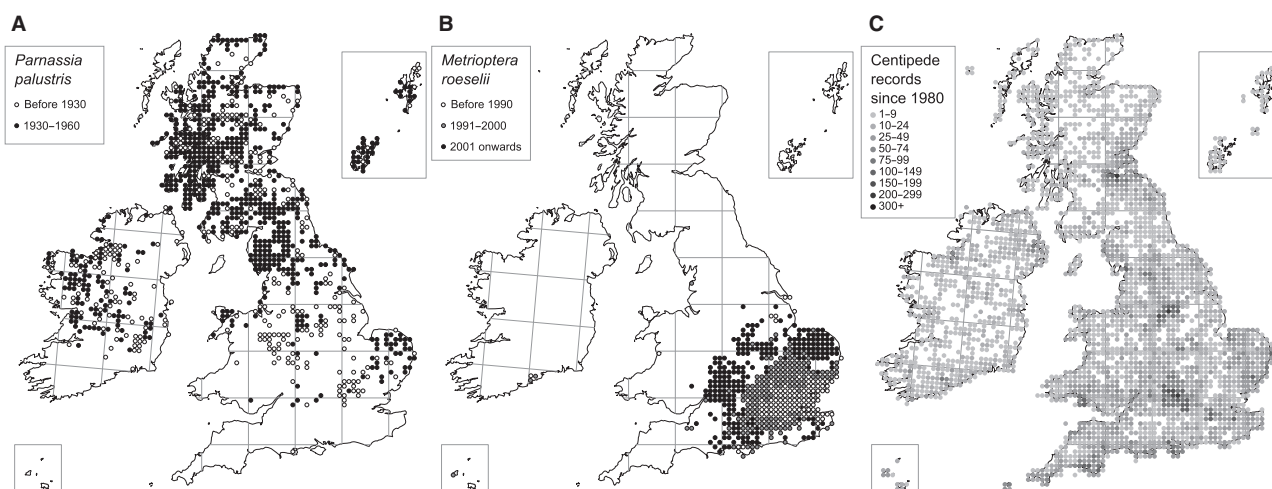 A
Parnassia
palustris
Before 1930
1930–1960
B
Metrioptera
roeselii
Before 1990
1991–2000
2001 onwards
C
Centipede
records
since 1980
1–9
10–24
25–49
50–74
75–99
100–149
150–199
200–299
300+